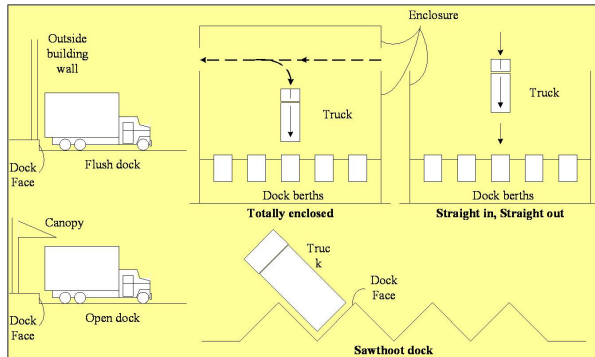 Outside
building
wall
Dock
Face
Flush dock
Enclosure
Truck
Dock berths
Totally enclosed
Truck
Dock berths
Straight in, Straight out
Canopy
Dock
Face
Open dock
Truc
k
Dock
Face
Sawthoot dock